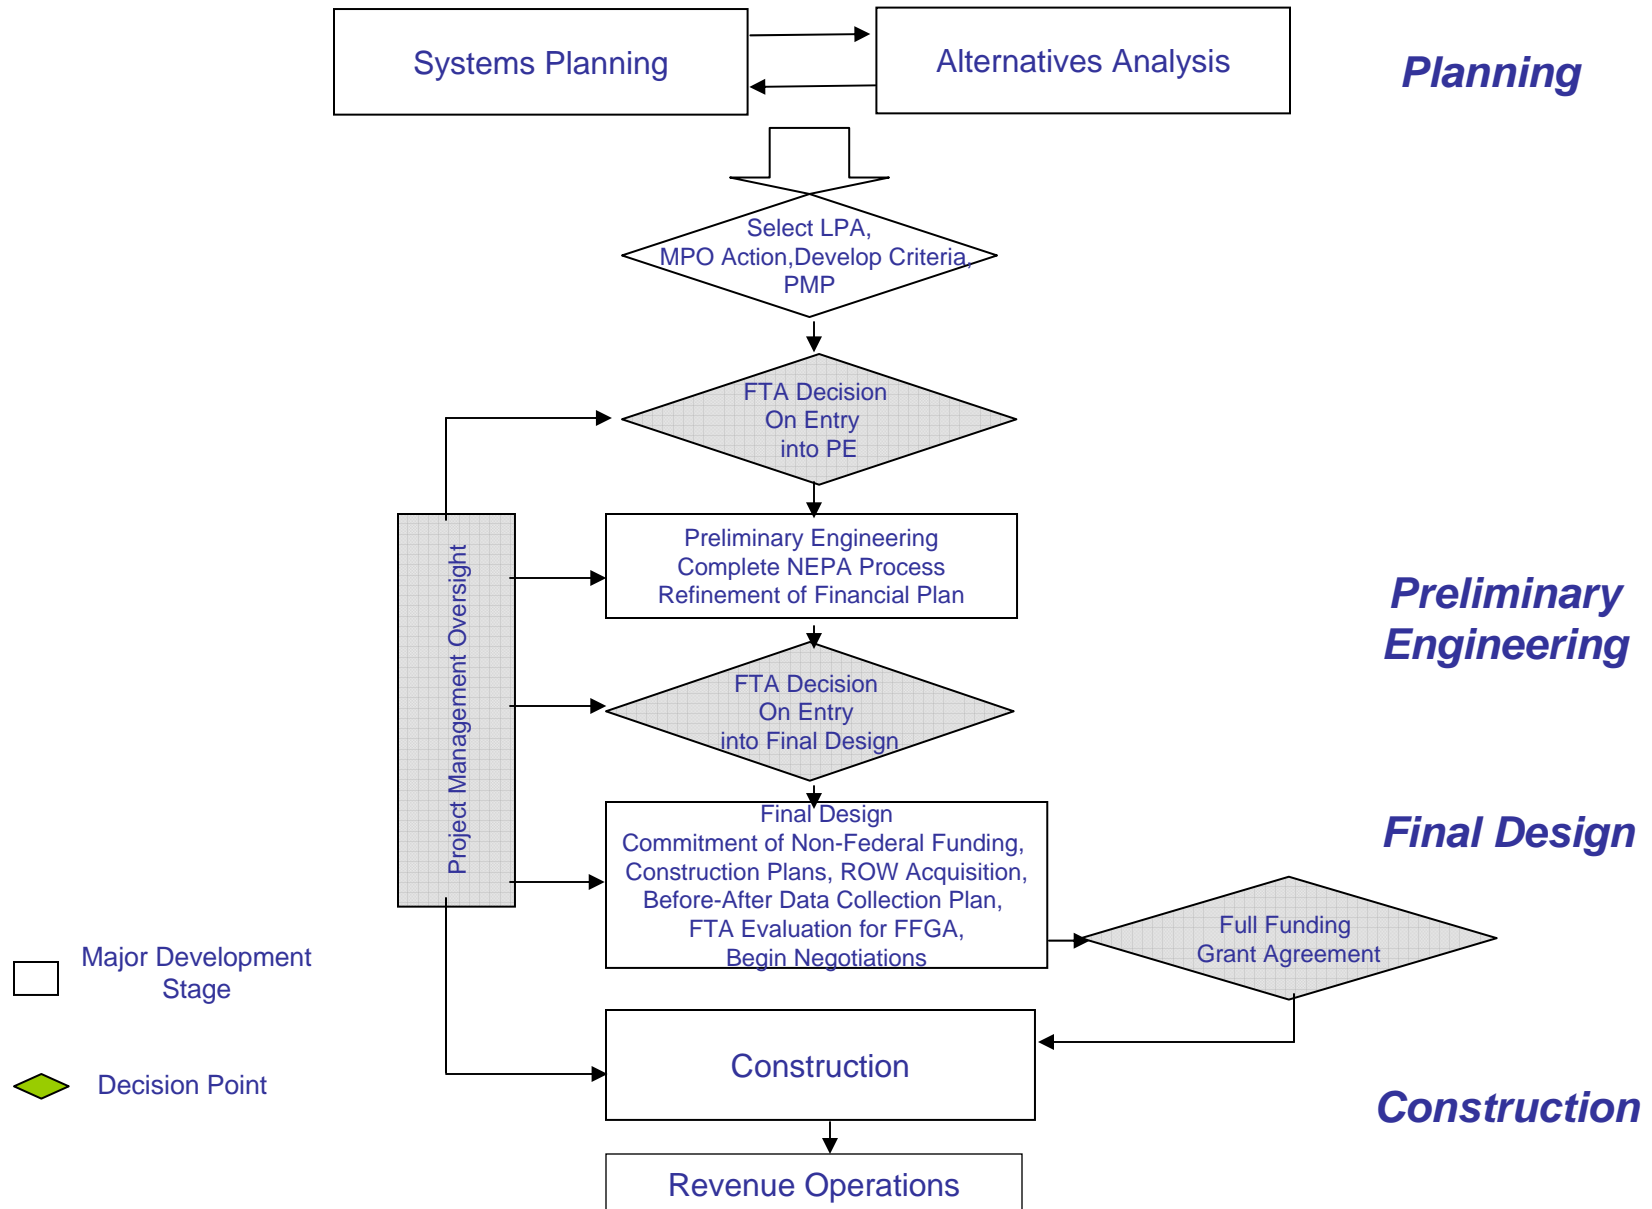 Systems Planning
Alternatives Analysis
Planning
Select LPA,
MPO Action,Develop Criteria,
PMP
FTA Decision
On Entry
into PE
Project Management Oversight
Preliminary Engineering
Complete NEPA Process
Refinement of Financial Plan
Preliminary
Engineering
FTA Decision
On Entry
into Final Design
Final Design
Commitment of Non-Federal Funding,
Construction Plans, ROW Acquisition,
Before-After Data Collection Plan,
FTA Evaluation for FFGA,
Begin Negotiations
Final Design
Full Funding
Grant Agreement
Major Development
Stage
Decision Point
Construction
Construction
Revenue Operations